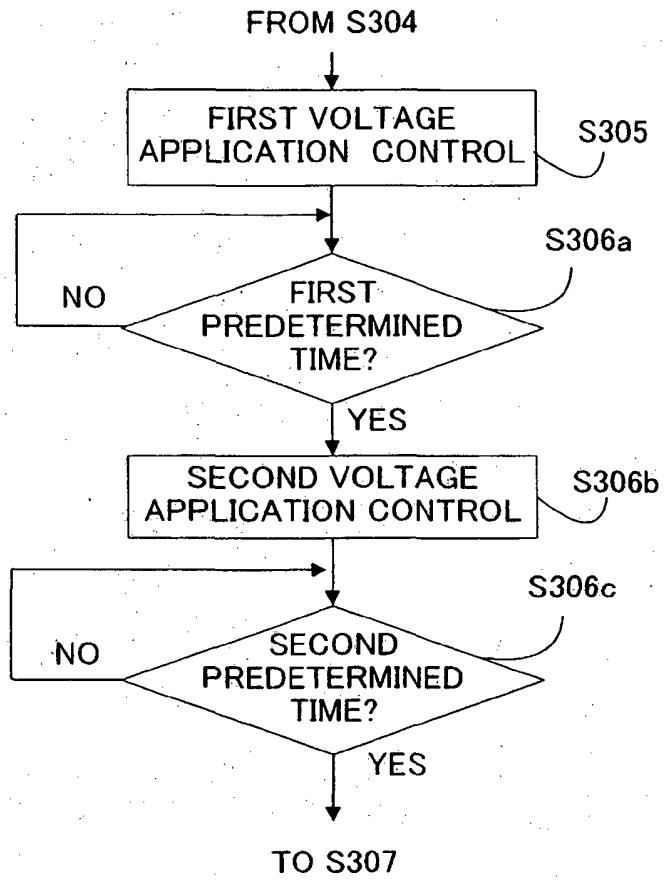 FROM S304
FIRST VOLTAGE
APPLICATION CONTROL
S305
S306a
NO
FIRST
PREDETERMINED
TIME?
YES
SECOND VOLTAGE
APPLICATION CONTROL
S306b
S306c
NO
SECOND
PREDETERMINED
TIME?
YES
TO S307